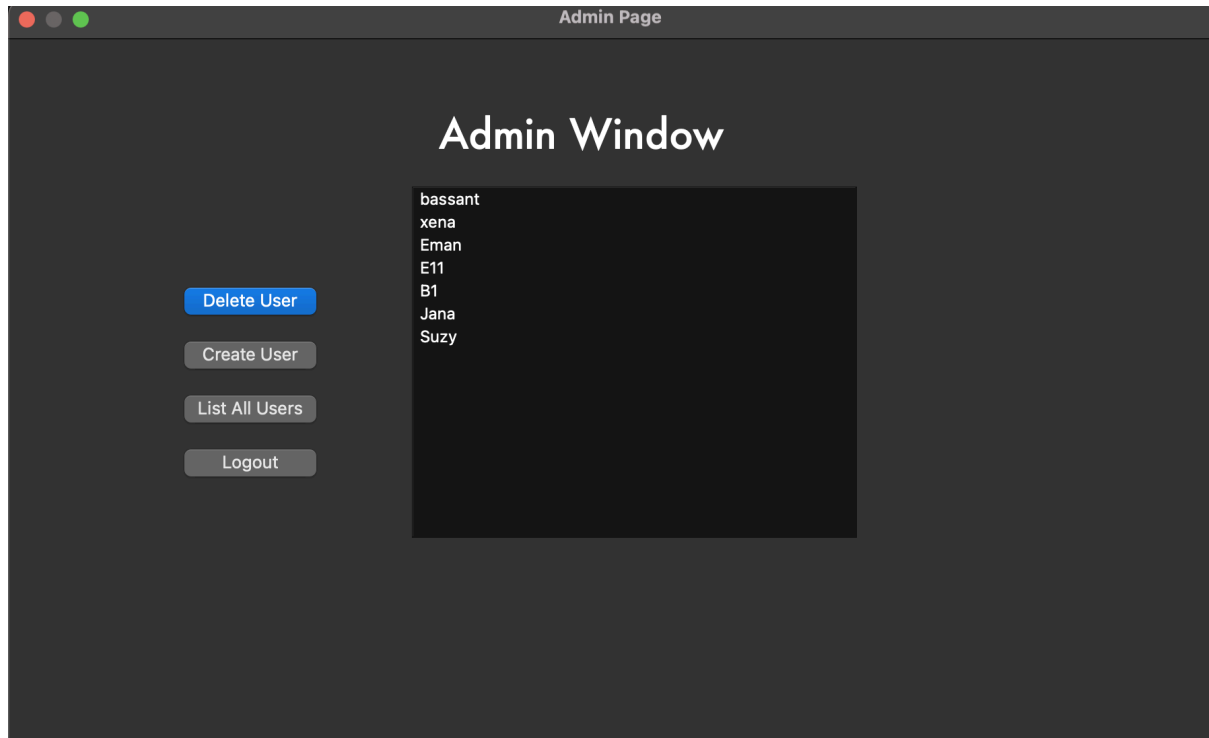 Admin Page
Admin Window
bassant
xena
Eman
E11
B1
Jana
Suzy
Delete User
Create User
List All Users
Logout